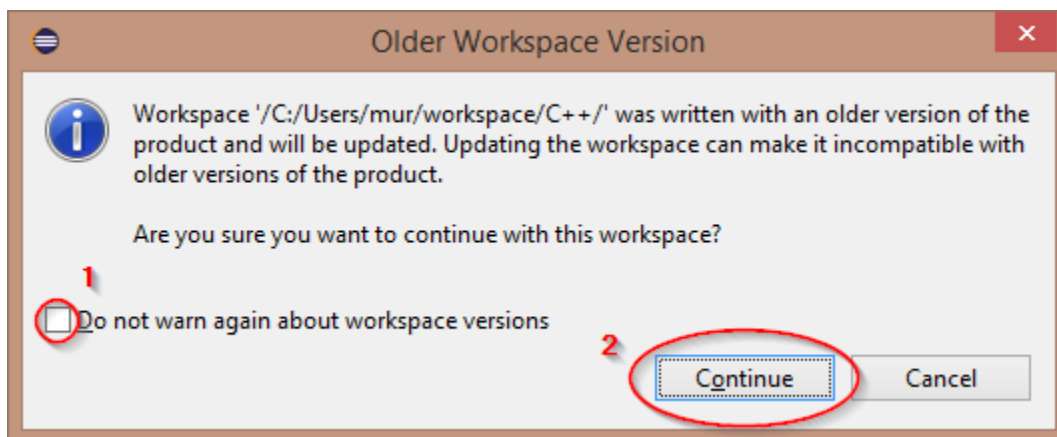 Older Workspace Version
Workspace '/C:/Users/mur/workspace/C++/' was written with an older version of the
product and will be updated. Updating the workspace can make it incompatible with
older versions of the product.
Are you sure you want to continue with this workspace?
1
Do not warn again about workspace versions
2
Continue Cancel